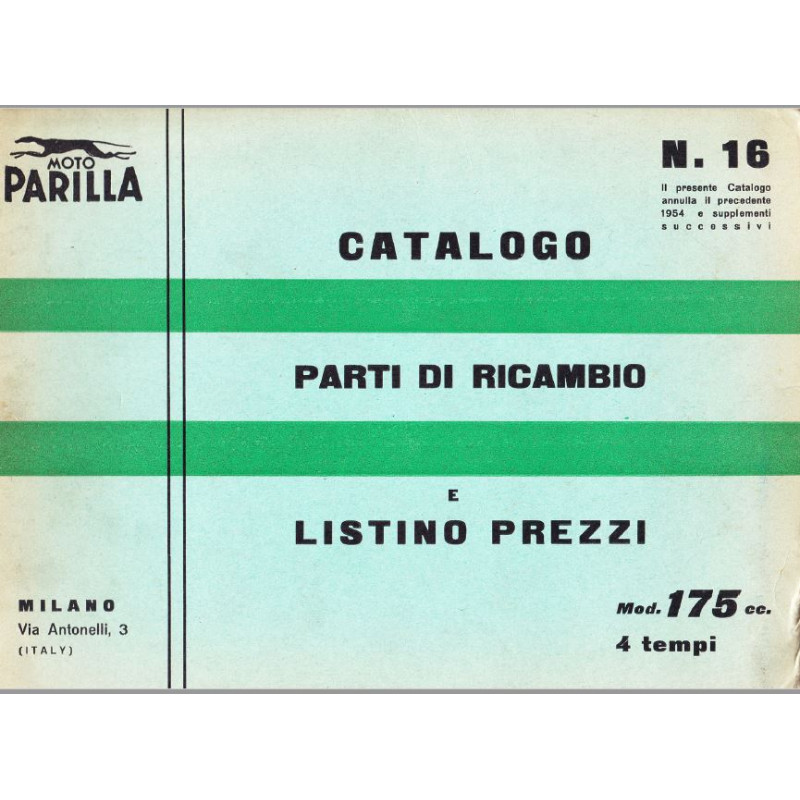 MOTO
PARILLA
N. 16
Il presente Catalogo
annulla il precedente
1954 e supplementi
successivi
CATALOGO
PARTI DI RICAMBIO
E
LISTINO PREZZI
MILANO
Via Antonelli, 3
(ITALY)
Mod. 175 cc.
4 tempi